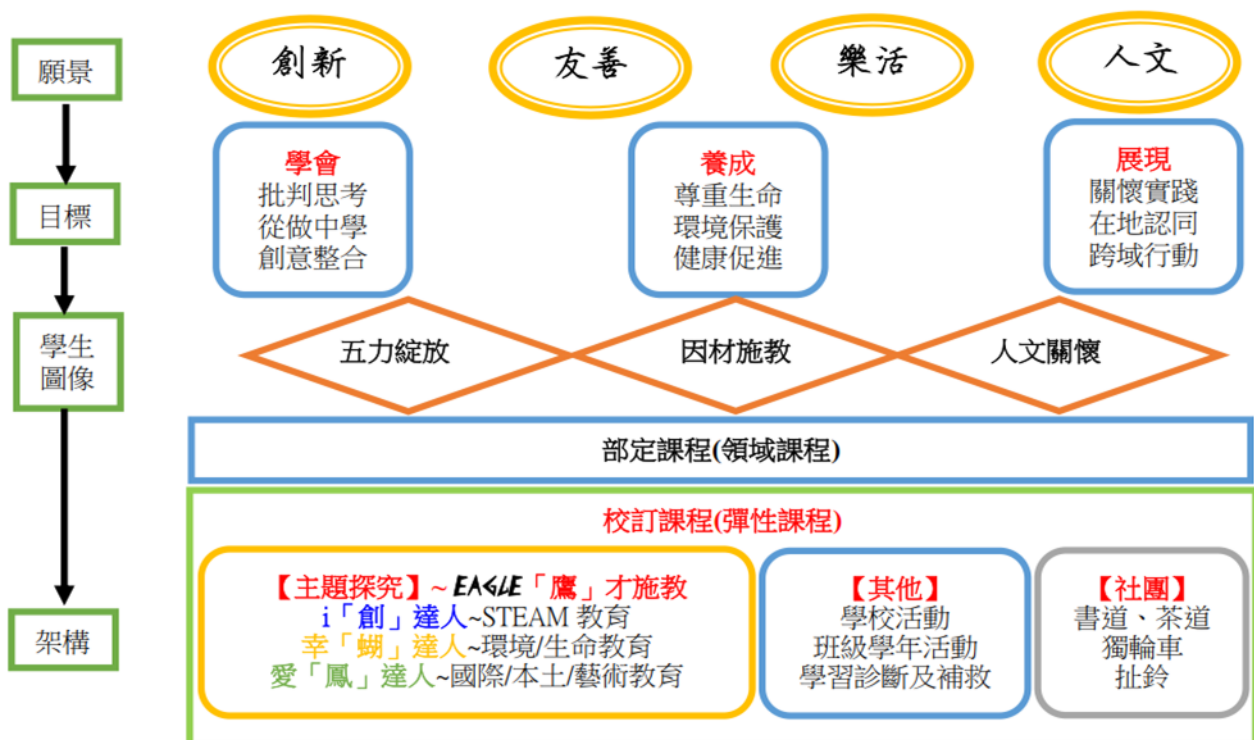 願景
創新
友善
樂活
人文
目標
學會
批判思考
從做中學
創意整合
養成
尊重生命
環境保護
健康促進
展現
關懷實踐
在地認同
跨域行動
學生
圖像
五力綻放
因材施教
人文關懷
架構
部定課程(領域課程)
校訂課程(彈性課程)
【主題探究】~ EAGLE「鷹」才施教
i「創」達人~STEAM 教育
幸「蝴」達人~環境/生命教育
愛「鳳」達人~國際/本土/藝術教育
【其他】
學校活動
班級學年活動
學習診斷及補救
【社團】
書道、茶道
獨輪車
扯鈴